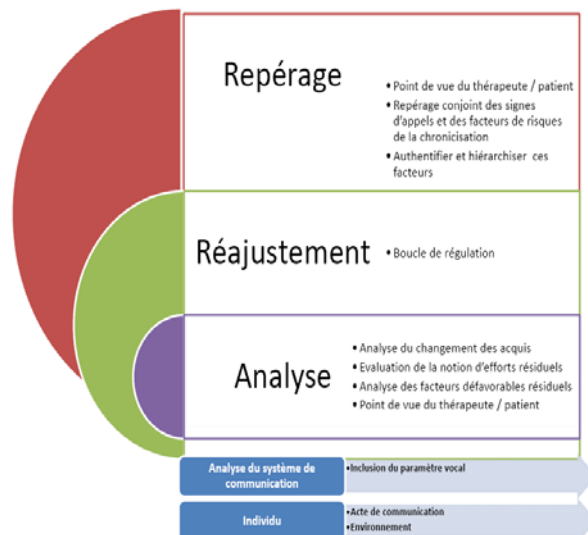 Repérage
• Point de vue du thérapeute / patient
• Repérage conjoint des signes
d'appels et des facteurs de risques
de la chronicisation
• Authentifier et hiérarchiser ces
facteurs
Réajustement
• Boucle de régulation
Analyse
• Analyse du changement des acquis
• Evaluation de la notion d'efforts résiduels
• Analyse des facteurs défavorables résiduels
• Point de vue du thérapeute / patient
Analyse du système de
communication
•Inclusion du paramètre vocal
Individu
•Acte de communication
•Environnement